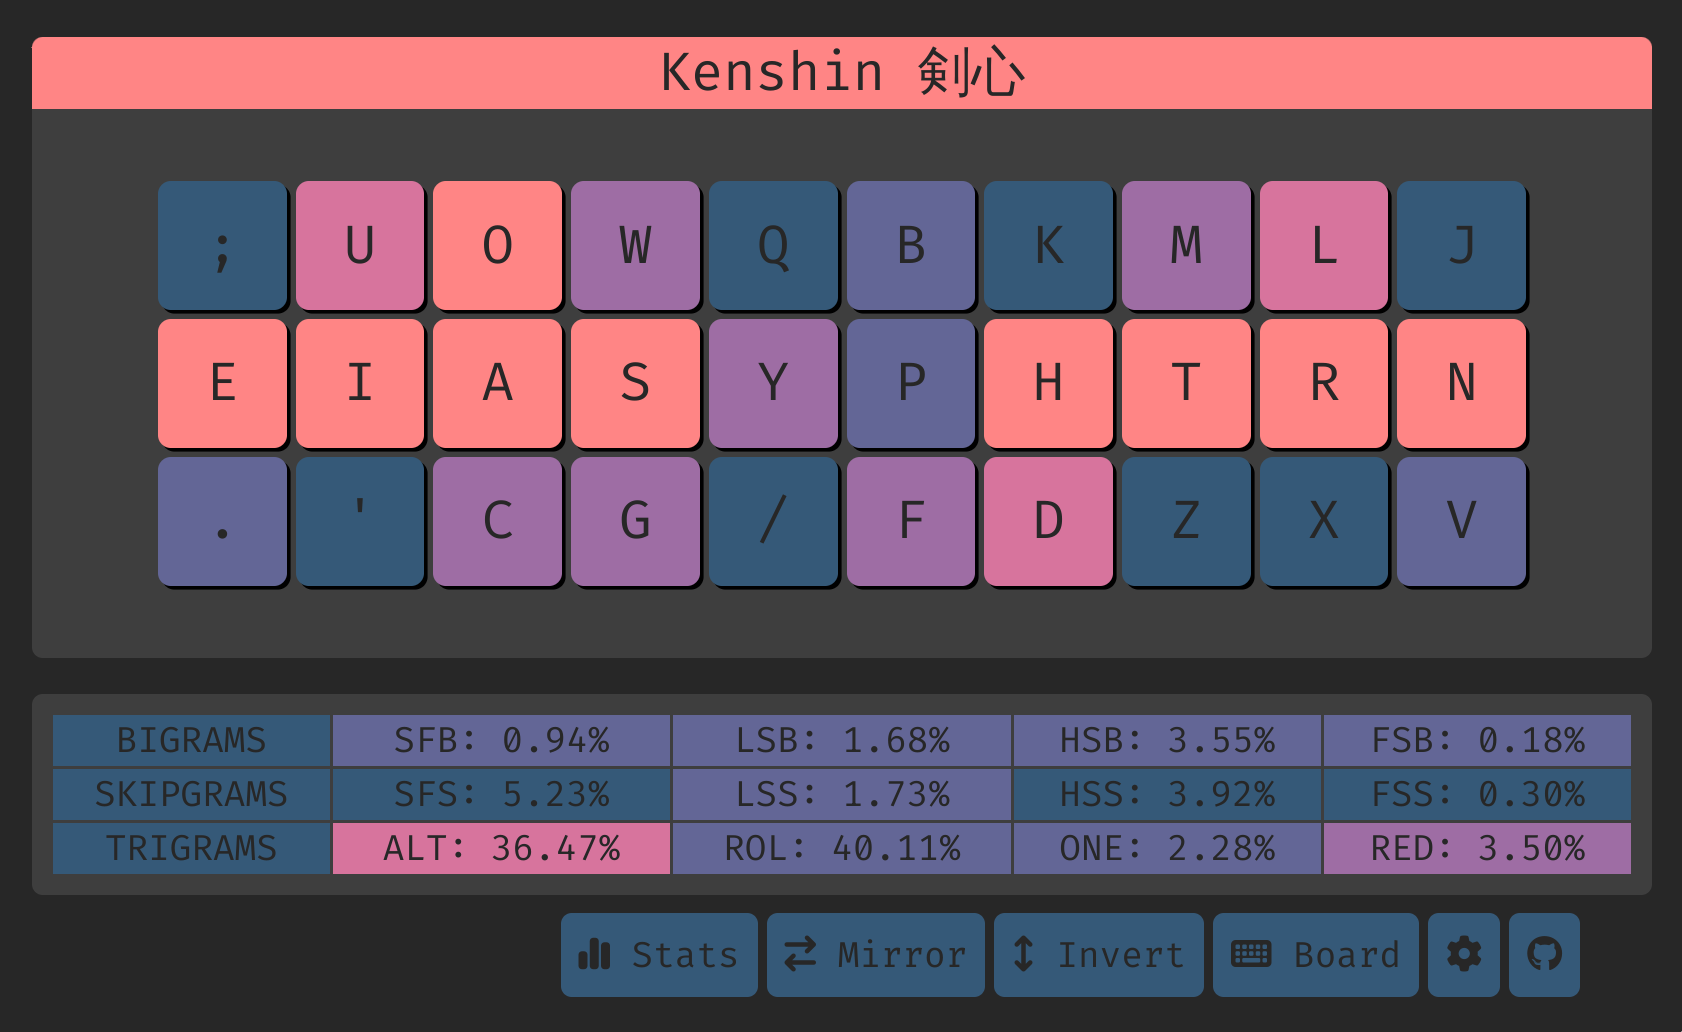 Kenshin 剣心
; U O W Q B K M L J
E I A S Y P H T R N
. ' C G / F D Z X V
BIGRAMS SFB: 0.94% LSB: 1.68% HSB: 3.55% FSB: 0.18%
SKIPGRAMS SFS: 5.23% LSS: 1.73% HSS: 3.92% FSS: 0.30%
TRIGRAMS ALT: 36.47% ROL: 40.11% ONE: 2.28% RED: 3.50%
Stats Mirror Invert Board